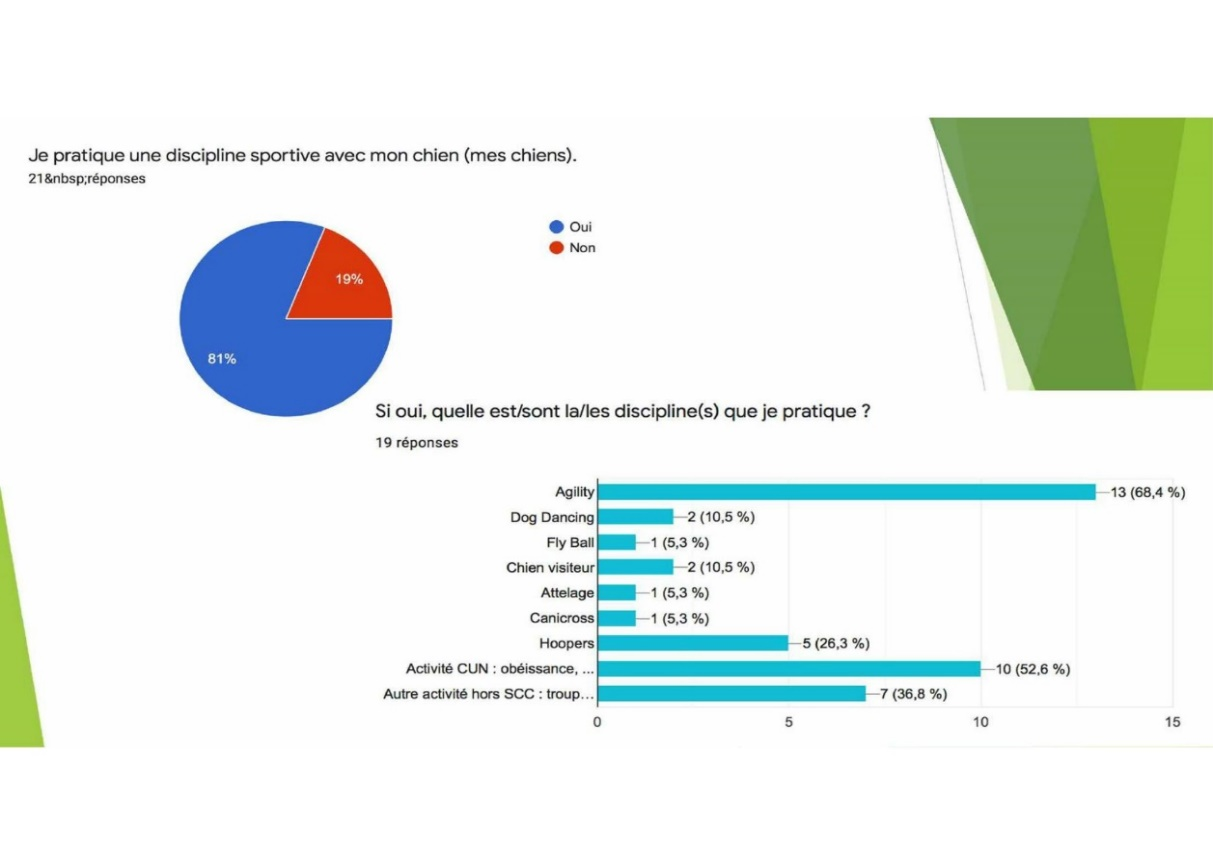 Je pratique une discipline sportive avec mon chien (mes chiens).
21&nbsp;réponses
Oui
Non
19%
81%
Si oui, quelle est/sont la/les discipline(s) que je pratique ?
19 réponses
Agility 13 (68,4 %)
Dog Dancing 2 (10,5 %)
Fly Ball 1 (5,3 %)
Chien visiteur 2 (10,5 %)
Attelage 1 (5,3 %)
Canicross 1 (5,3 %)
Hoopers 5 (26,3 %)
Activité CUN : obéissance, ... 10 (52,6 %)
Autre activité hors SCC : troup... 7 (36,8 %)
0 5 10 15